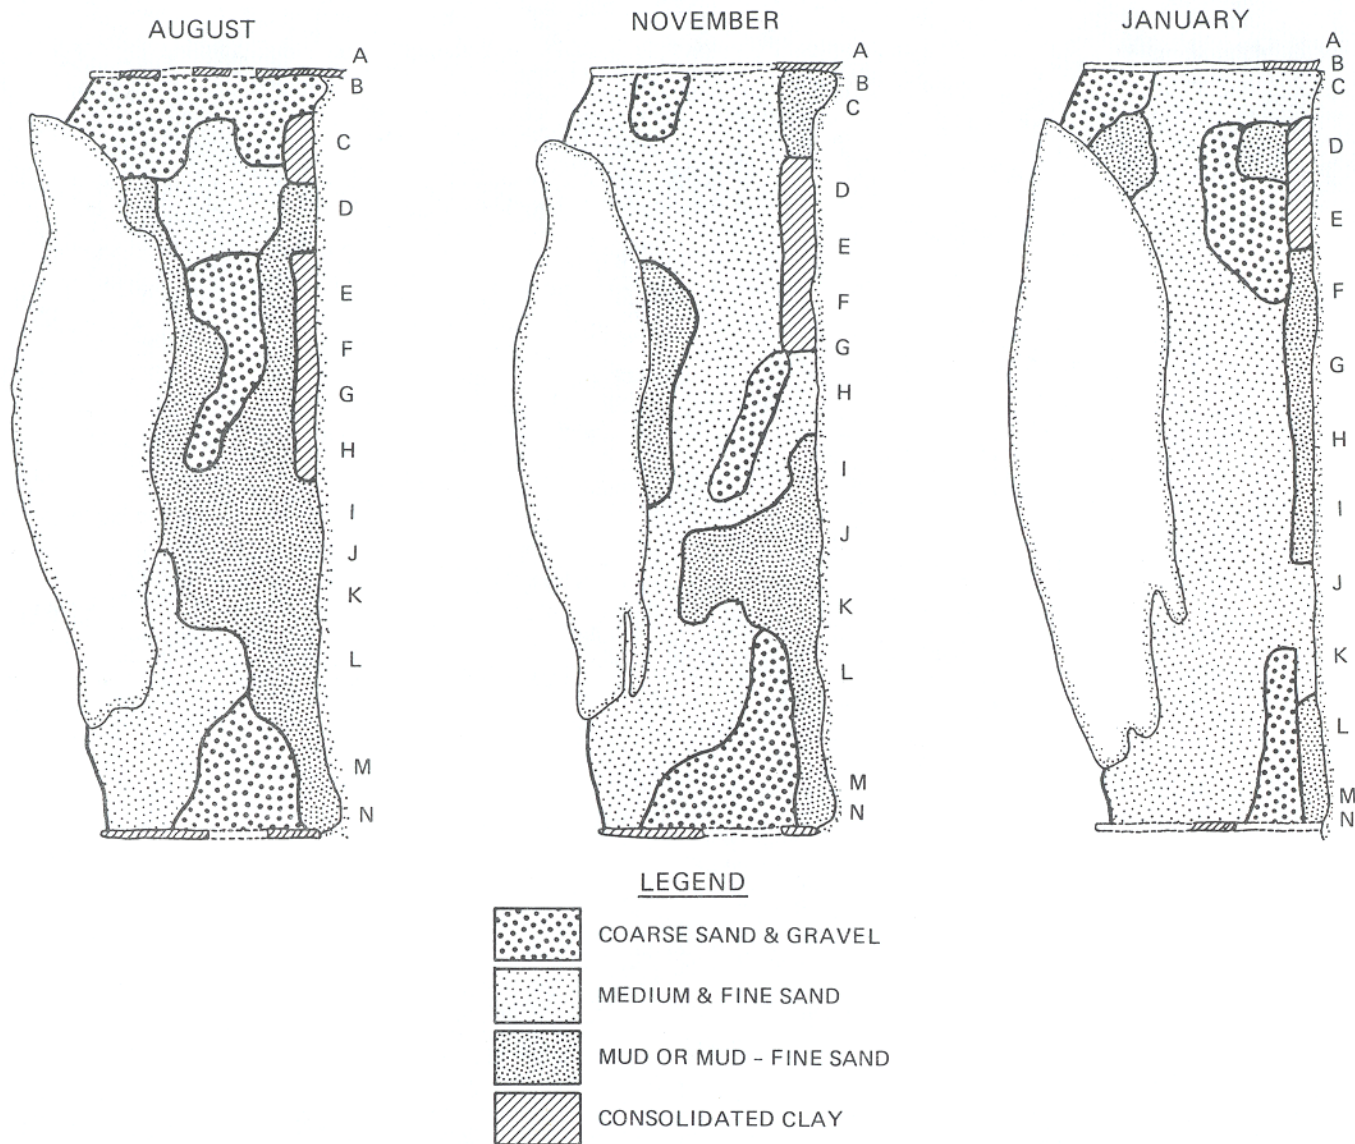 AUGUST
A
B
C
D
E
F
G
H
I
J
K
L
M
N
NOVEMBER
A
B
C
D
E
F
G
H
I
J
K
L
M
N
JANUARY
A
B
C
D
E
F
G
H
I
J
K
L
M
N
LEGEND
COARSE SAND & GRAVEL
MEDIUM & FINE SAND
MUD OR MUD – FINE SAND
CONSOLIDATED CLAY